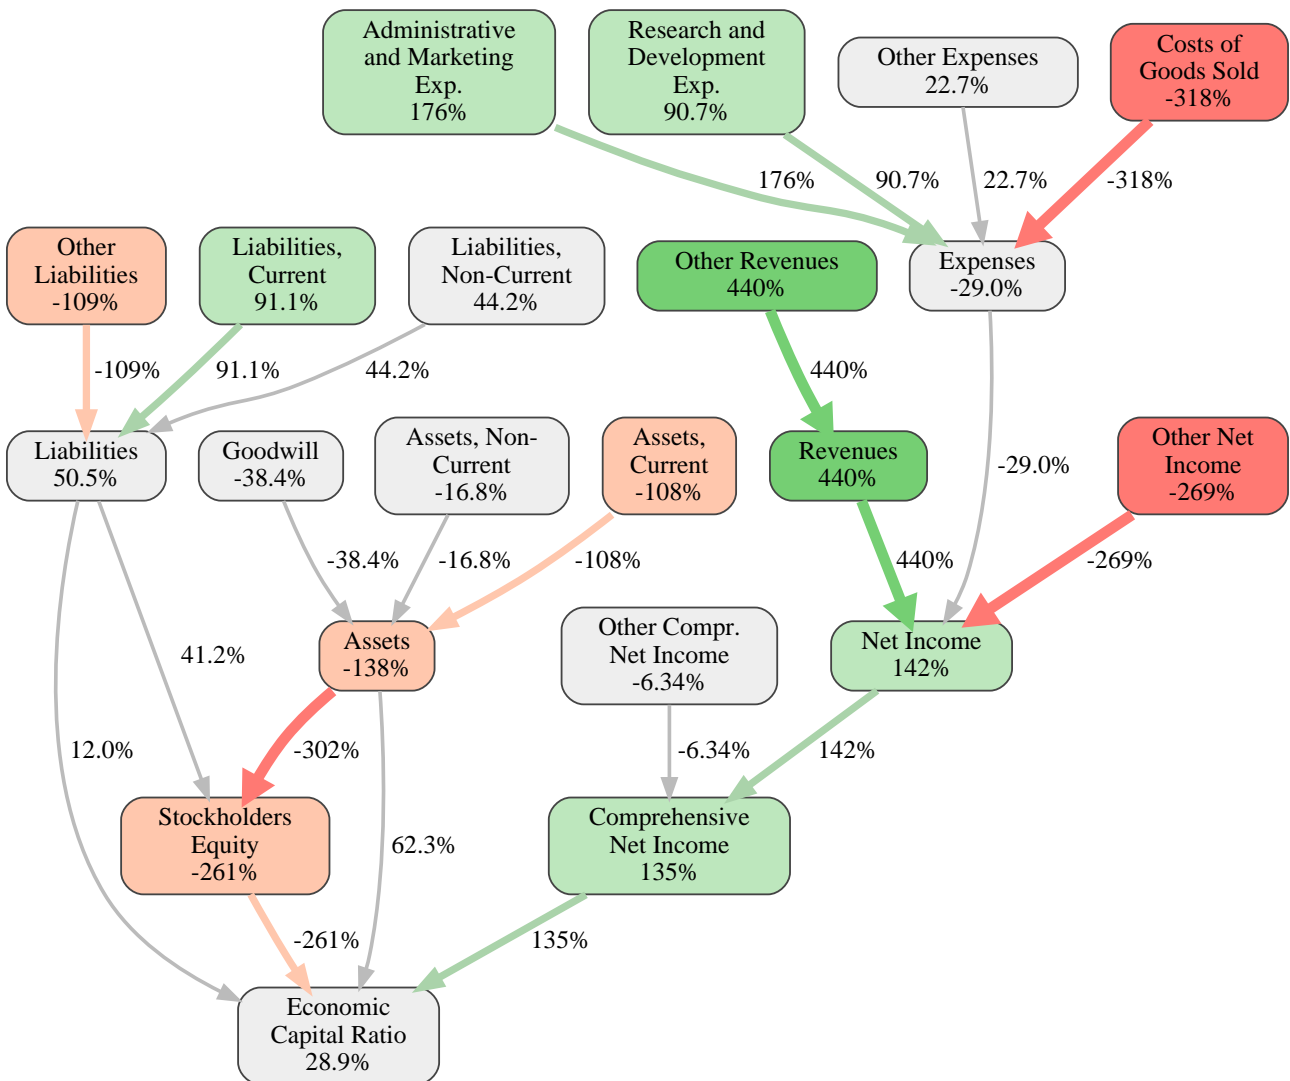 Administrative
and Marketing
Exp.
176%
Research and
Development
Exp.
90.7%
Other Expenses
22.7%
Costs of
Goods Sold
-318%
176%
90.7%
22.7%
-318%
Other
Liabilities
-109%
Liabilities,
Current
91.1%
Liabilities,
Non-Current
44.2%
Other Revenues
440%
Expenses
-29.0%
-109%
91.1%
44.2%
440%
Liabilities
50.5%
Goodwill
-38.4%
Assets, Non-
Current
-16.8%
Assets,
Current
-108%
Revenues
440%
-29.0%
Other Net
Income
-269%
-38.4%
-16.8%
-108%
440%
-269%
41.2%
Assets
-138%
Other Compr.
Net Income
-6.34%
Net Income
142%
12.0%
-302%
-6.34%
142%
Stockholders
Equity
-261%
62.3%
Comprehensive
Net Income
135%
-261%
135%
Economic
Capital Ratio
28.9%